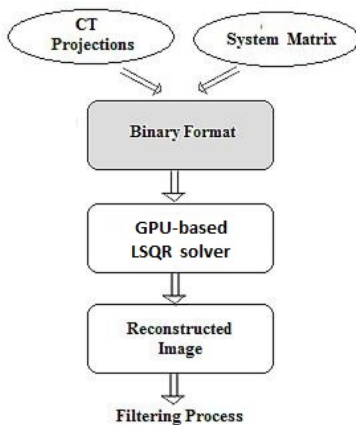 CT
Projections
System Matrix
Binary Format
GPU-based
LSQR solver
Reconstructed
Image
Filtering Process